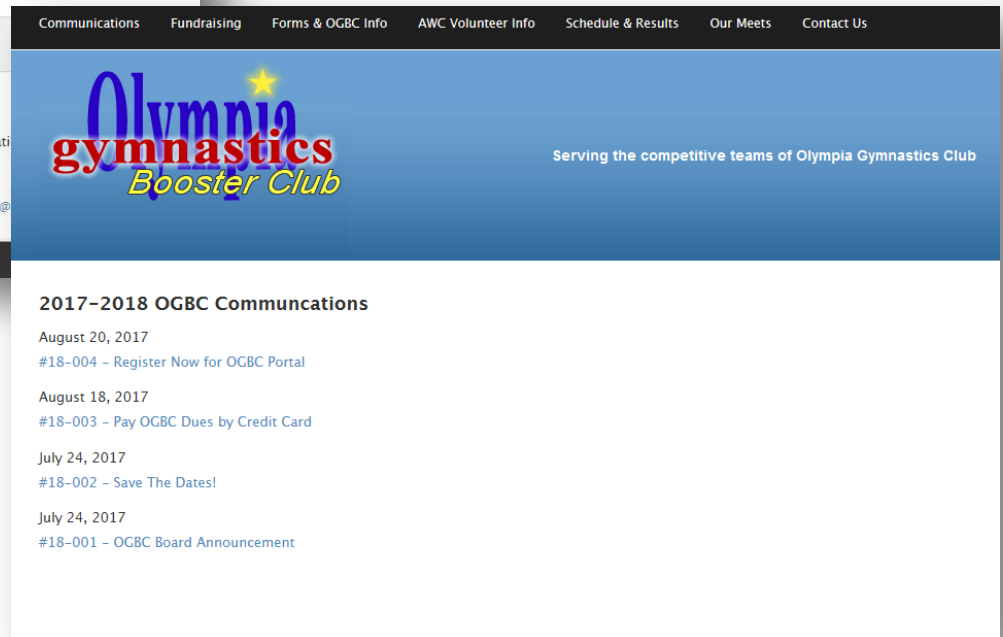 Communications Fundraising Forms & OGBC Info AWC Volunteer Info Schedule & Results Our Meets Contact Us
Olympia
gymnastics
Booster Club
Serving the competitive teams of Olympia Gymnastics Club
2017-2018 OGBC Communcations
August 20, 2017
#18-004 - Register Now for OGBC Portal
August 18, 2017
#18-003 - Pay OGBC Dues by Credit Card
July 24, 2017
#18-002 - Save The Dates!
July 24, 2017
#18-001 - OGBC Board Announcement